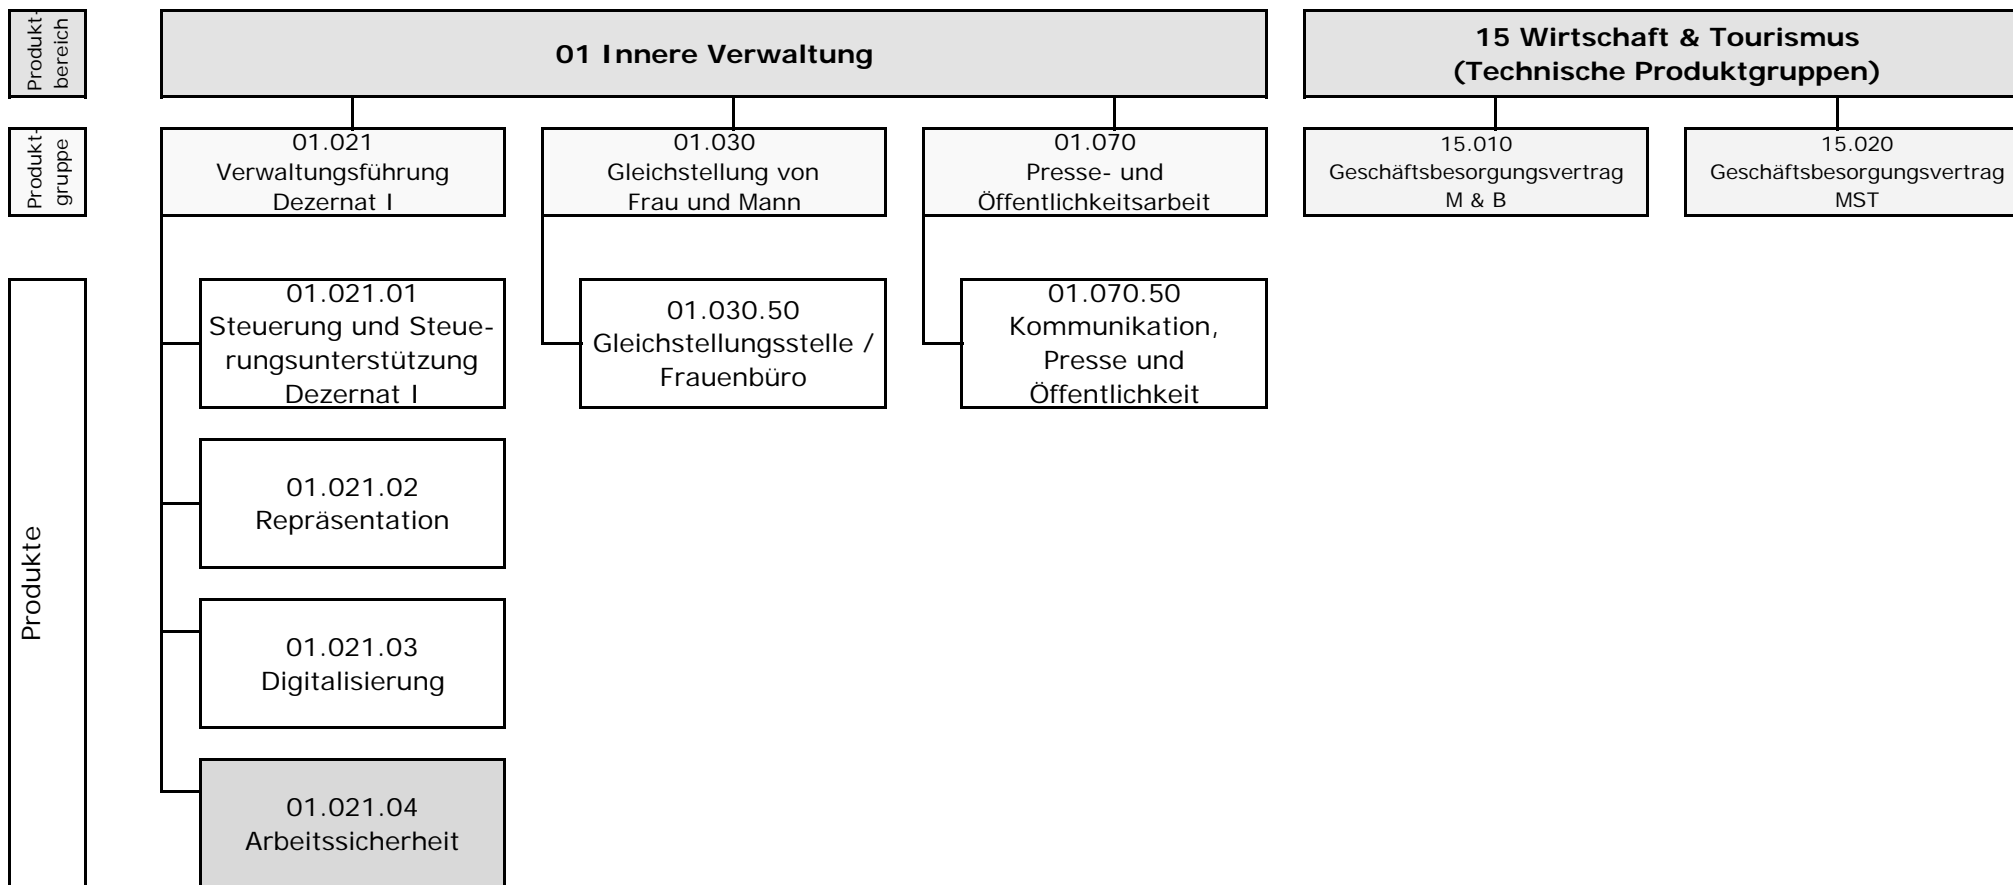 Produkt-
bereich
01 Innere Verwaltung
15 Wirtschaft & Tourismus
(Technische Produktgruppen)
Produkt-
gruppe
01.021
Verwaltungsführung
Dezernat I
01.030
Gleichstellung von
Frau und Mann
01.070
Presse- und
Öffentlichkeitsarbeit
15.010
Geschäftsbesorgungsvertrag
M & B
15.020
Geschäftsbesorgungsvertrag
MST
Produkte
01.021.01
Steuerung und Steue-
rungsunterstützung
Dezernat I
01.030.50
Gleichstellungsstelle /
Frauenbüro
01.070.50
Kommunikation,
Presse und
Öffentlichkeit
01.021.02
Repräsentation
01.021.03
Digitalisierung
01.021.04
Arbeitssicherheit